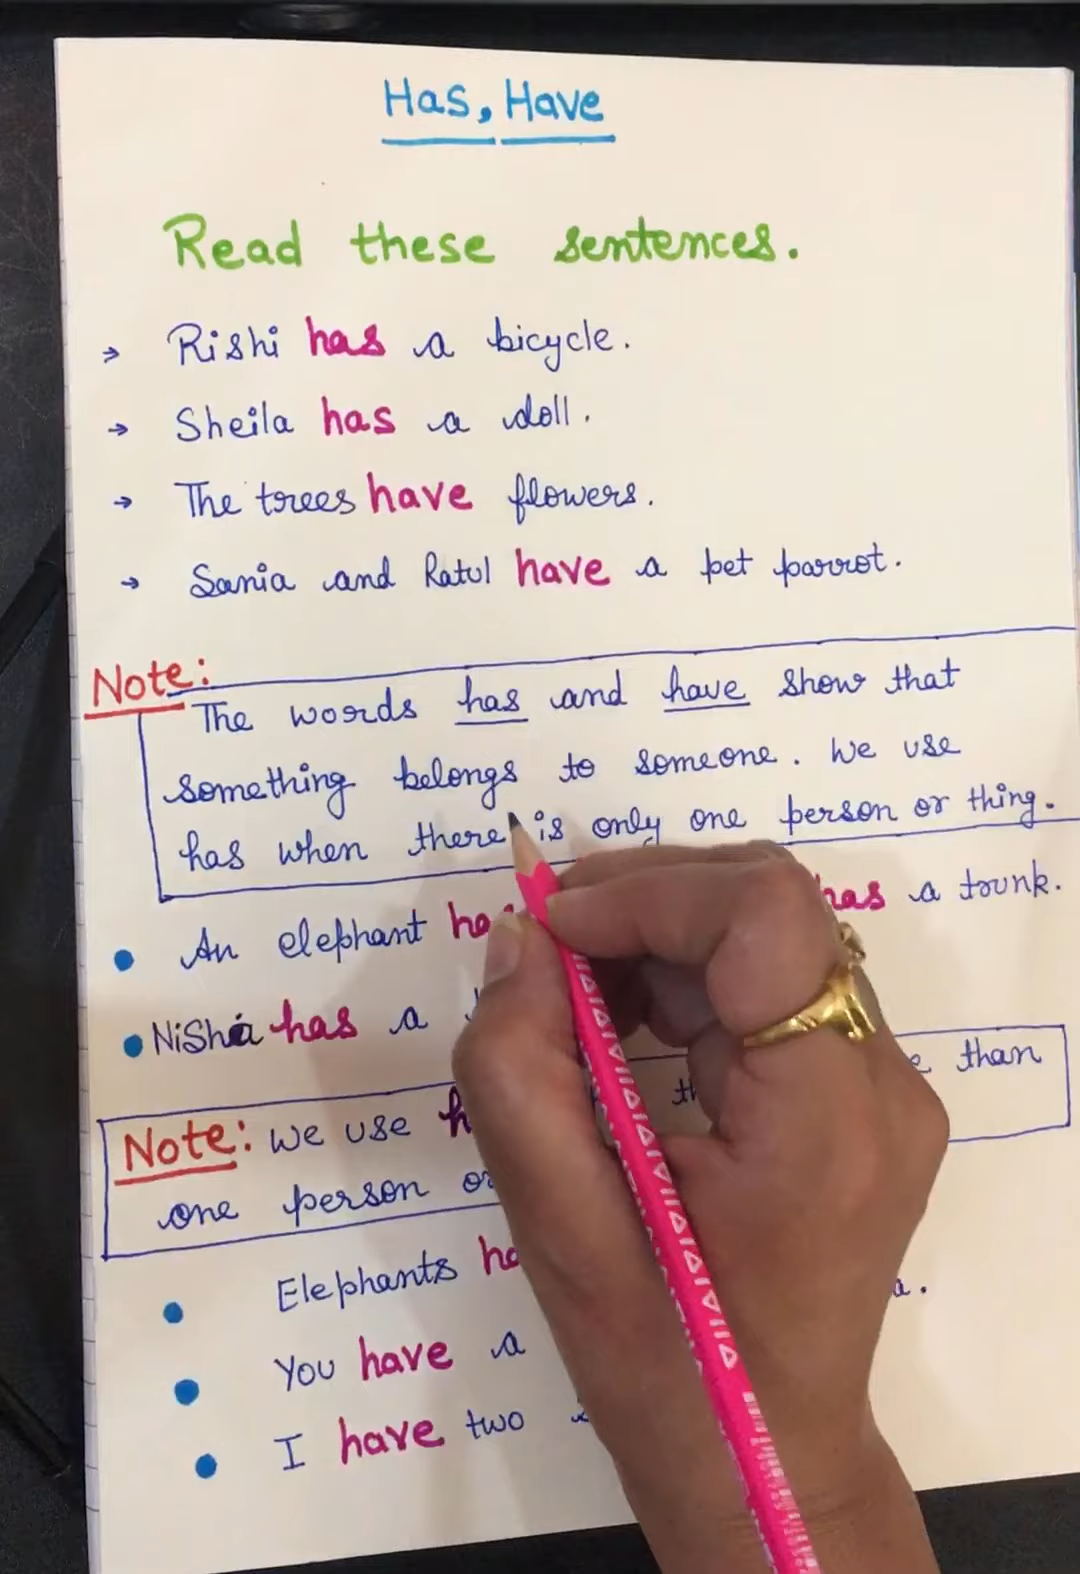 Has, Have
Read these sentences.
Rishi has a bicycle.
Sheila has a doll.
The trees have flowers.
Sania and Ratul have a pet parrot.
Note:
The words has and have show that
something belongs to someone. We use
has when there is only one person or thing.
An elephant has a trunk.
Nisha has a
Note: we use than
one person
Elephants
You have a
I have two